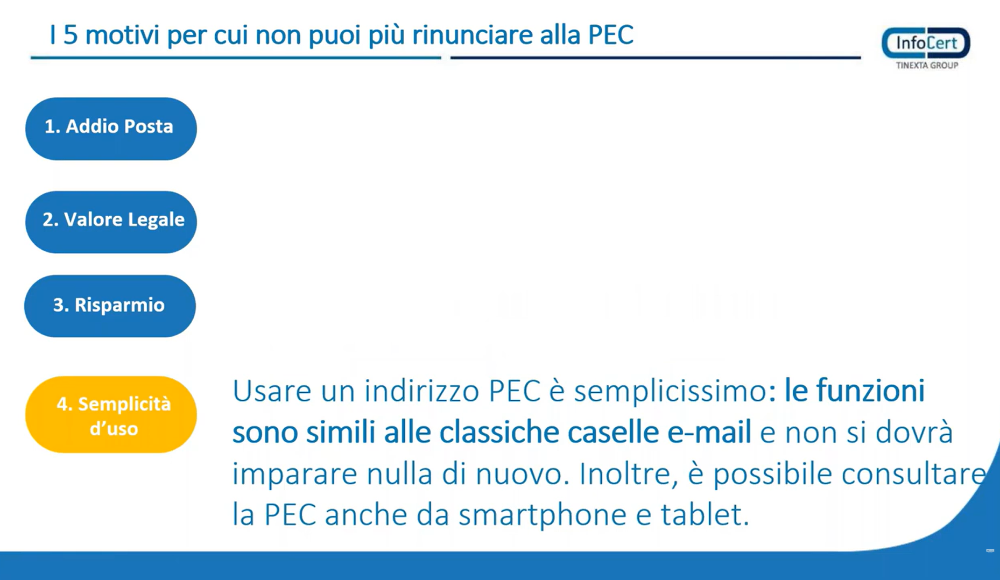 I 5 motivi per cui non puoi più rinunciare alla PEC
InfoCert
TINEXTA GROUP
1. Addio Posta
2. Valore Legale
3. Risparmio
4. Semplicità
d’uso
Usare un indirizzo PEC è semplicissimo: le funzioni
sono simili alle classiche caselle e-mail e non si dovrà
imparare nulla di nuovo. Inoltre, è possibile consultare
la PEC anche da smartphone e tablet.